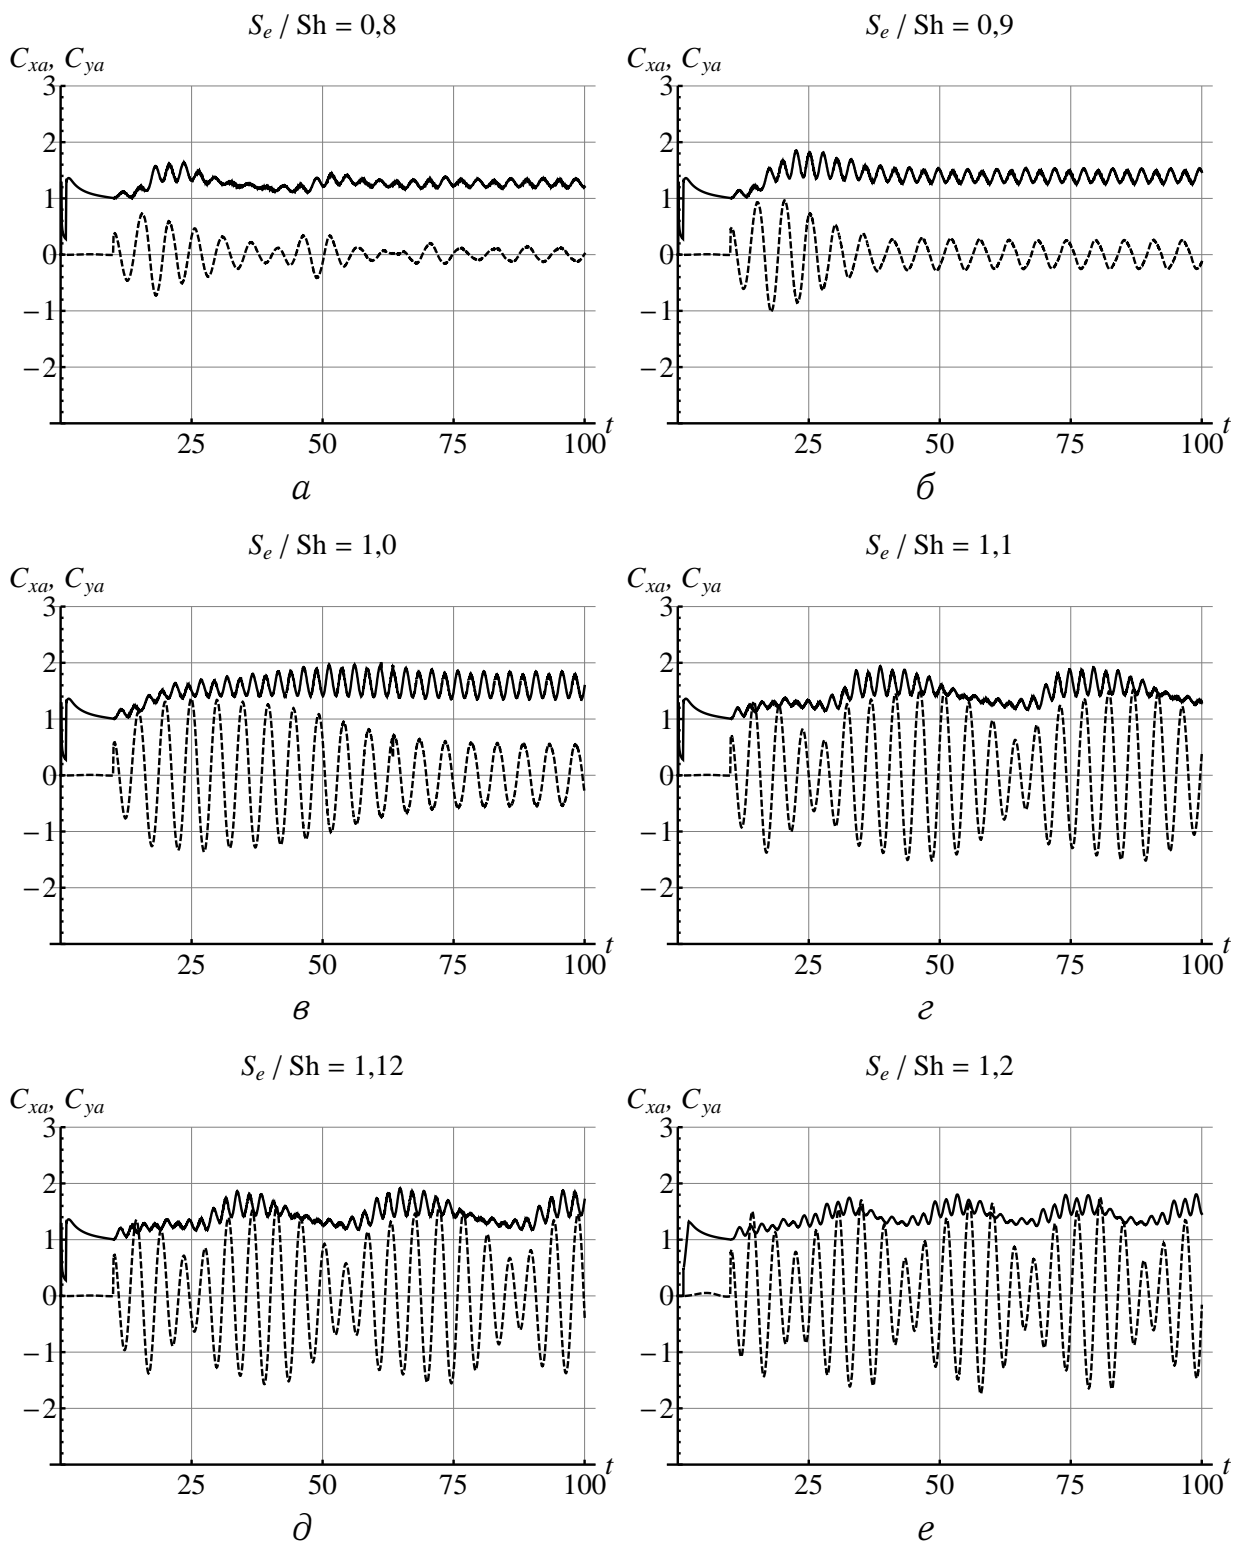 S_e / Sh = 0,8
C_xa, C_ya
3
2
1
0
−1
−2
25 50 75 100 t
а
S_e / Sh = 0,9
C_xa, C_ya
3
2
1
0
−1
−2
25 50 75 100 t
б
S_e / Sh = 1,0
C_xa, C_ya
3
2
1
0
−1
−2
25 50 75 100 t
в
S_e / Sh = 1,1
C_xa, C_ya
3
2
1
0
−1
−2
25 50 75 100 t
г
S_e / Sh = 1,12
C_xa, C_ya
3
2
1
0
−1
−2
25 50 75 100 t
д
S_e / Sh = 1,2
C_xa, C_ya
3
2
1
0
−1
−2
25 50 75 100 t
е